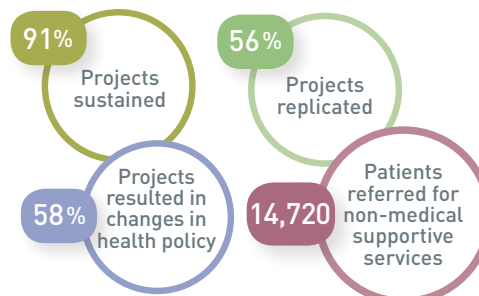 91%
Projects
sustained
56%
Projects
replicated
58%
Projects
resulted in
changes in
health policy
14,720
Patients
referred for
non-medical
supportive
services